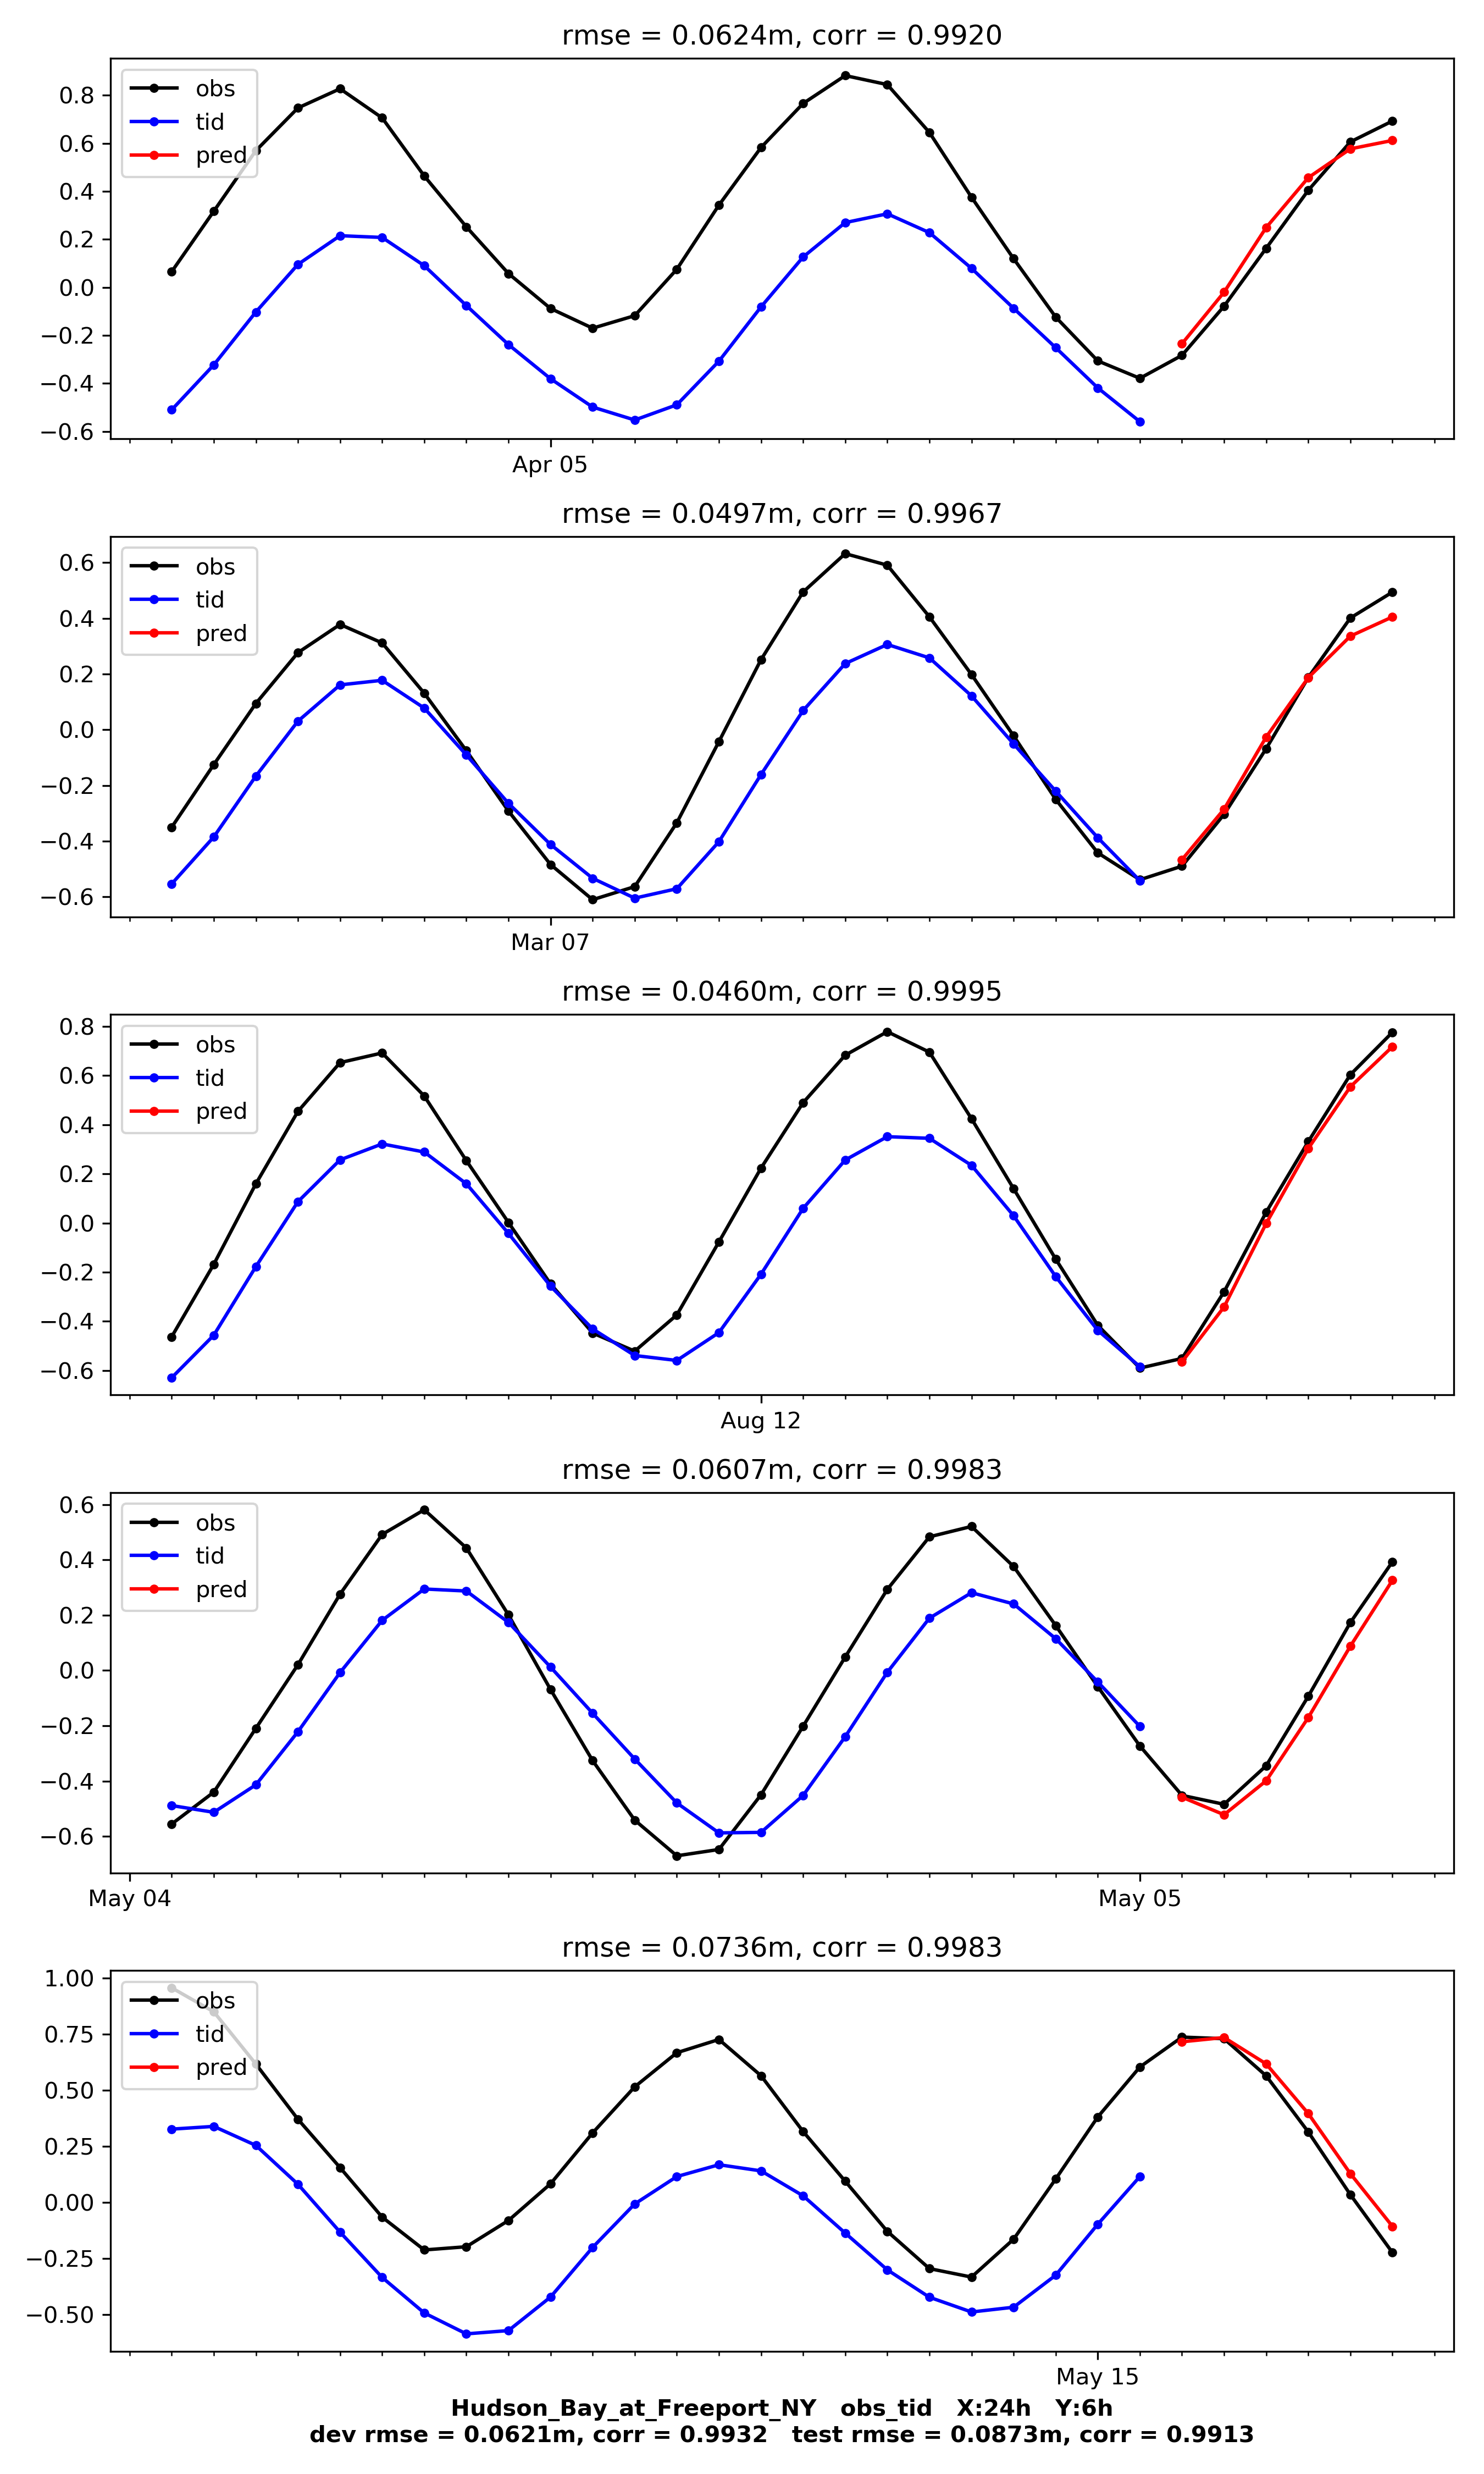 rmse = 0.0624m, corr = 0.9920
obs
tid
pred
0.8
0.6
0.4
0.2
0.0
−0.2
−0.4
−0.6
Apr 05
rmse = 0.0497m, corr = 0.9967
obs
tid
pred
0.6
0.4
0.2
0.0
−0.2
−0.4
−0.6
Mar 07
rmse = 0.0460m, corr = 0.9995
obs
tid
pred
0.8
0.6
0.4
0.2
0.0
−0.2
−0.4
−0.6
Aug 12
rmse = 0.0607m, corr = 0.9983
obs
tid
pred
0.6
0.4
0.2
0.0
−0.2
−0.4
−0.6
May 04 May 05
rmse = 0.0736m, corr = 0.9983
obs
tid
pred
1.00
0.75
0.50
0.25
0.00
−0.25
−0.50
May 15
Hudson_Bay_at_Freeport_NY obs_tid X:24h Y:6h
dev rmse = 0.0621m, corr = 0.9932 test rmse = 0.0873m, corr = 0.9913